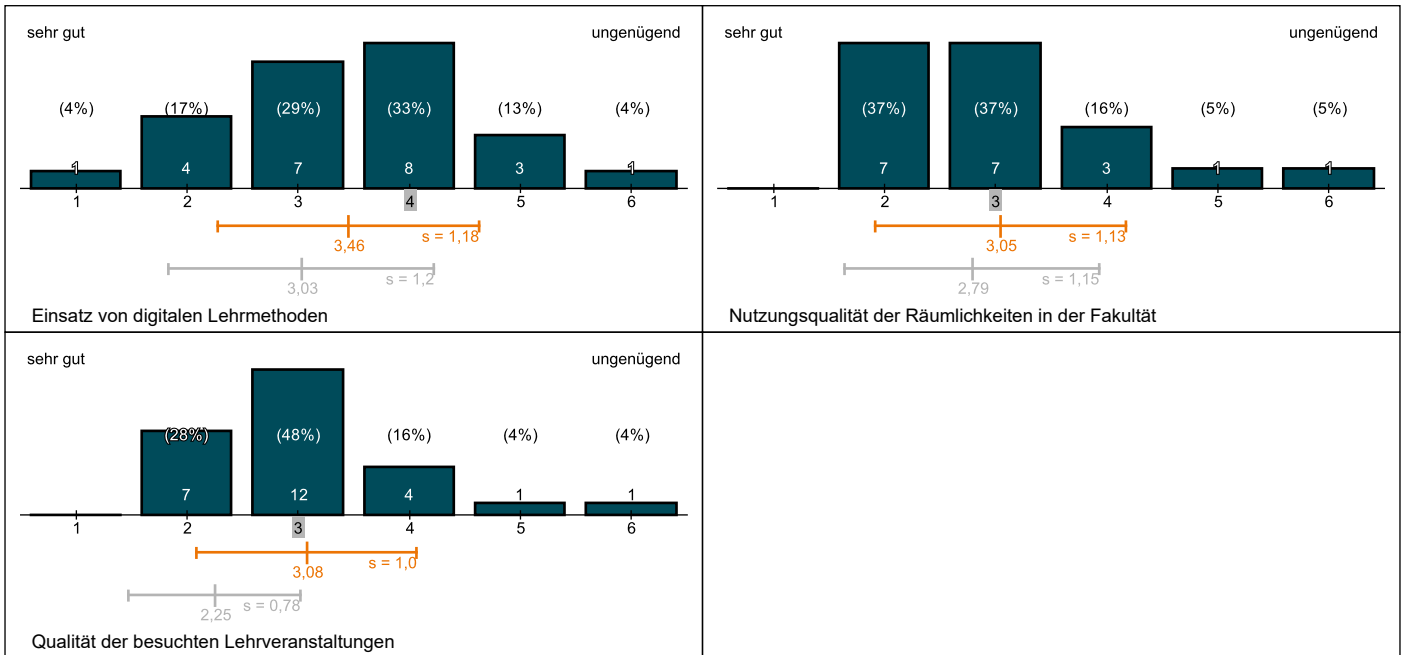 sehr gut ungenügend
(4%) (17%) (29%) (33%) (13%) (4%)
1 4 7 8 3 1
1 2 3 4 5 6
s = 1,18
3,46
s = 1,2
3,03
Einsatz von digitalen Lehrmethoden
sehr gut ungenügend
(37%) (37%) (16%) (5%) (5%)
7 7 3 1 1
1 2 3 4 5 6
s = 1,13
3,05
s = 1,15
2,79
Nutzungsqualität der Räumlichkeiten in der Fakultät
sehr gut ungenügend
(28%) (48%) (16%) (4%) (4%)
7 12 4 1 1
1 2 3 4 5 6
s = 1,0
3,08
s = 0,78
2,25
Qualität der besuchten Lehrveranstaltungen